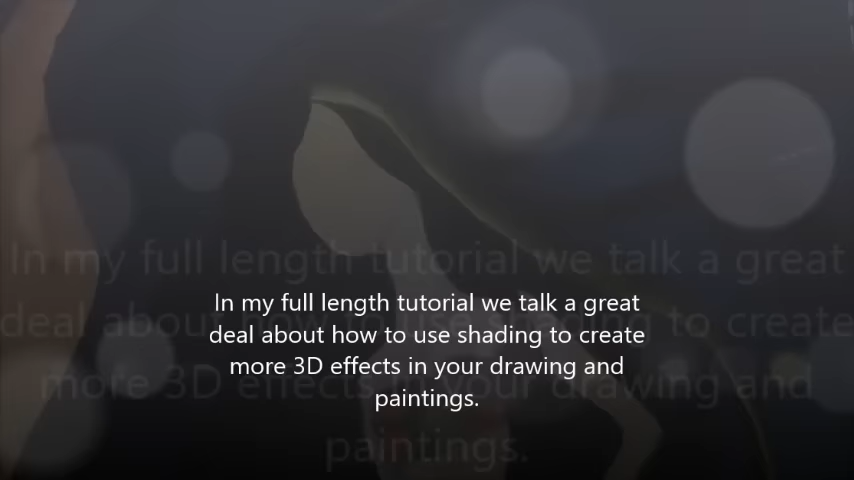 In my full length tutorial we talk a great
deal about how to use shading to create
more 3D effects in your drawing and
paintings.